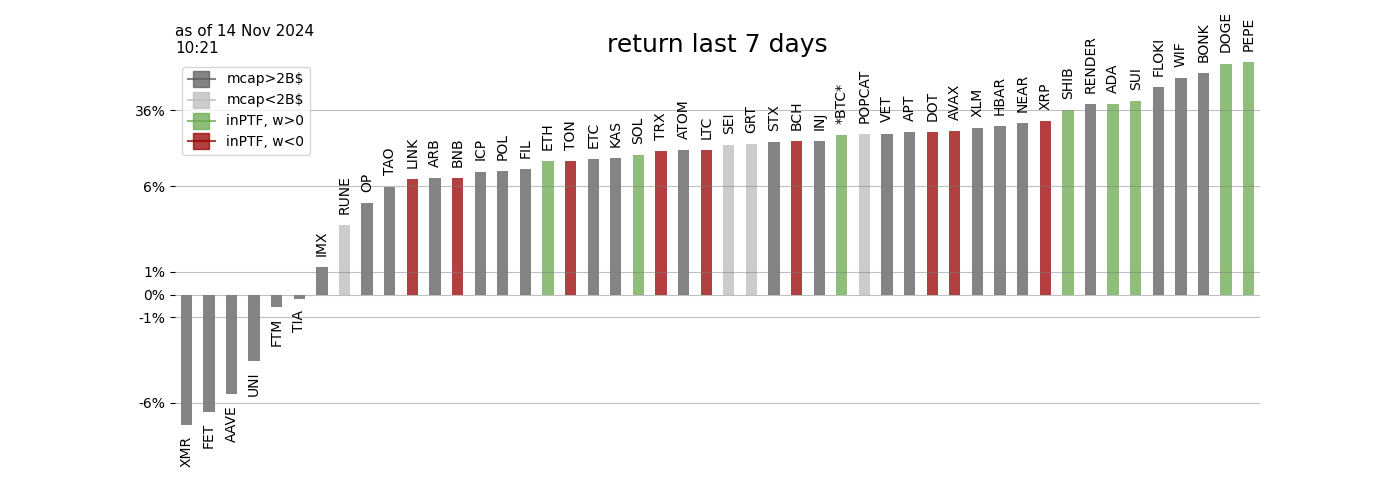 as of 14 Nov 2024
10:21
return last 7 days
mcap>2B$
mcap<2B$
inPTF, w>0
inPTF, w<0
36%
6%
1%
0%
-1%
-6%
XMR
FET
AAVE
UNI
FTM
TIA
IMX
RUNE
OP
TAO
LINK
ARB
BNB
ICP
POL
FIL
ETH
TON
ETC
KAS
SOL
TRX
ATOM
LTC
SEI
GRT
STX
BCH
INJ
*BTC*
POPCAT
VET
APT
DOT
AVAX
XLM
HBAR
NEAR
XRP
SHIB
RENDER
ADA
SUI
FLOKI
WIF
BONK
DOGE
PEPE